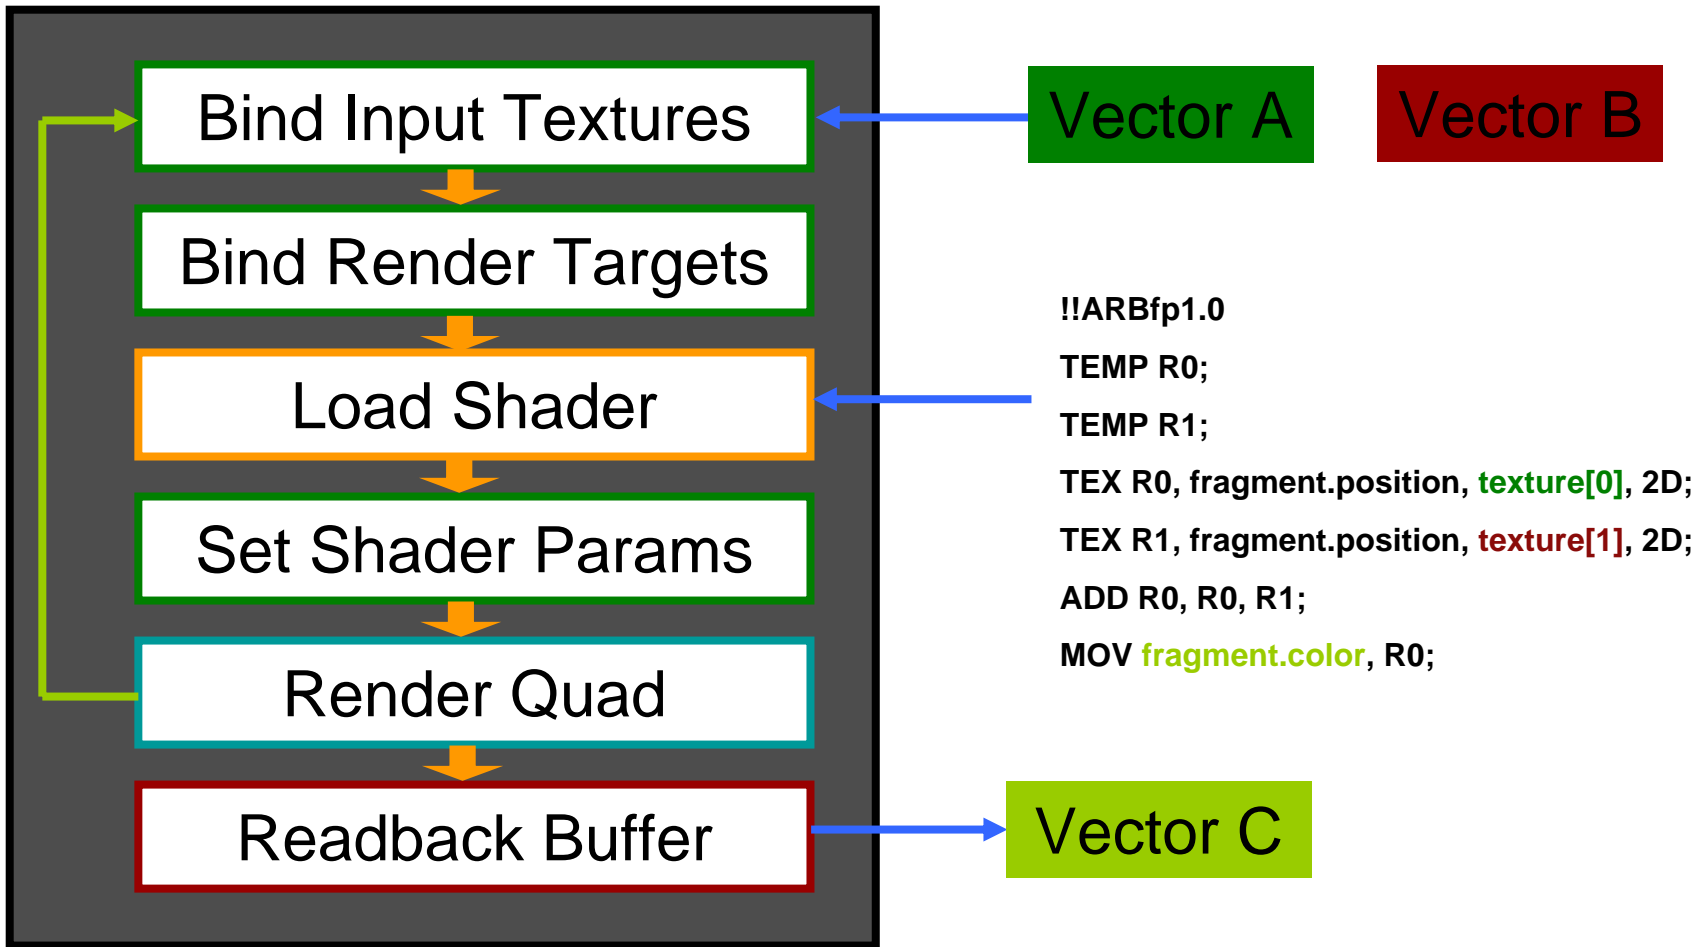 Bind Input Textures
Vector A
Vector B
Bind Render Targets
Load Shader
Set Shader Params
Render Quad
Readback Buffer
!!ARBfp1.0
TEMP R0;
TEMP R1;
TEX R0, fragment.position, texture[0], 2D;
TEX R1, fragment.position, texture[1], 2D;
ADD R0, R0, R1;
MOV fragment.color, R0;
Vector C